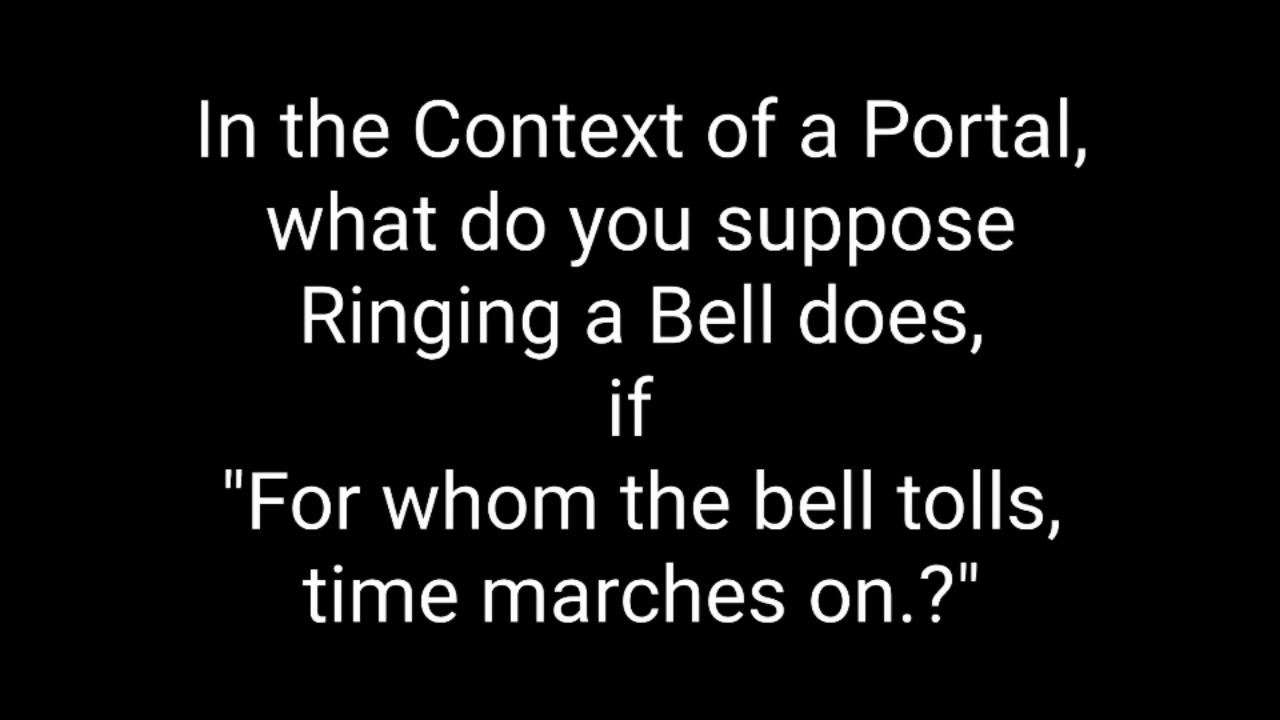 In the Context of a Portal,
what do you suppose
Ringing a Bell does,
if
"For whom the bell tolls,
time marches on.?"